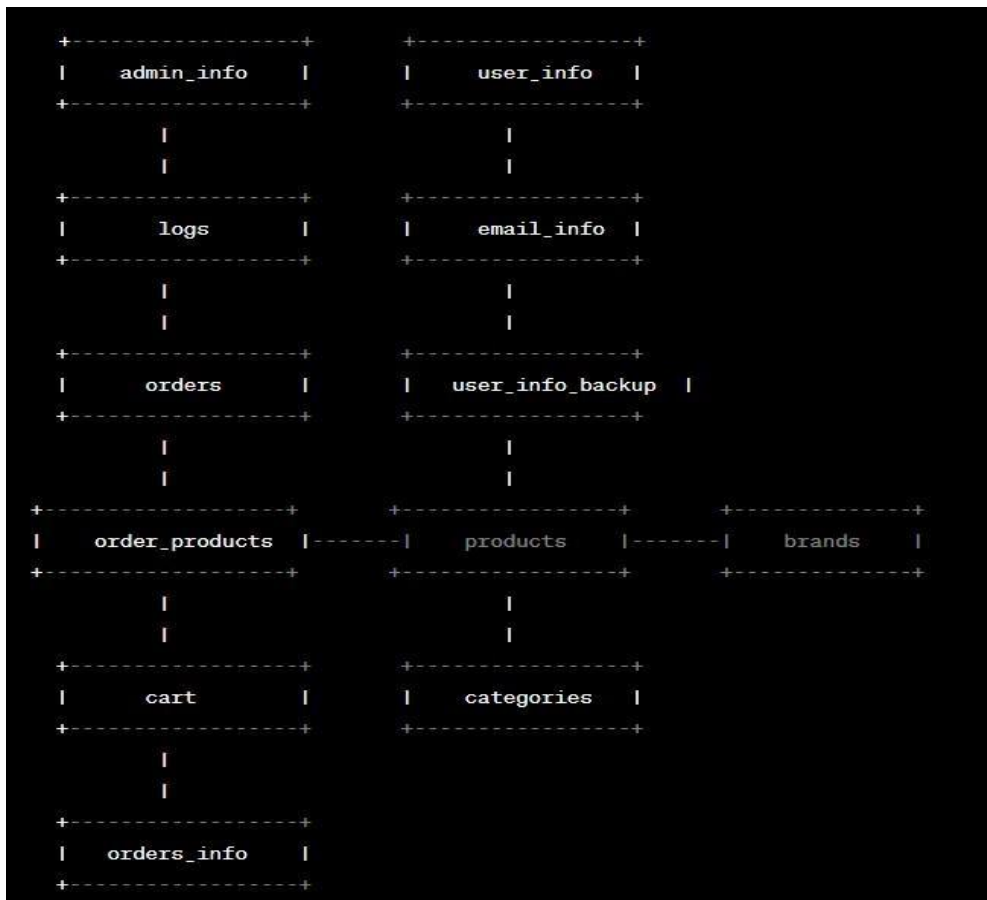 admin_info user_info
logs email_info
orders user_info_backup
order_products products brands
cart categories
orders_info